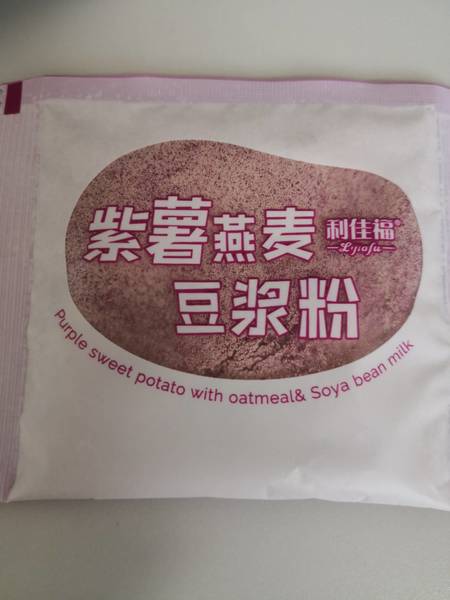 紫薯燕麦
利佳福®
Lijiafu
豆浆粉
Purple sweet potato with oatmeal& Soya bean milk